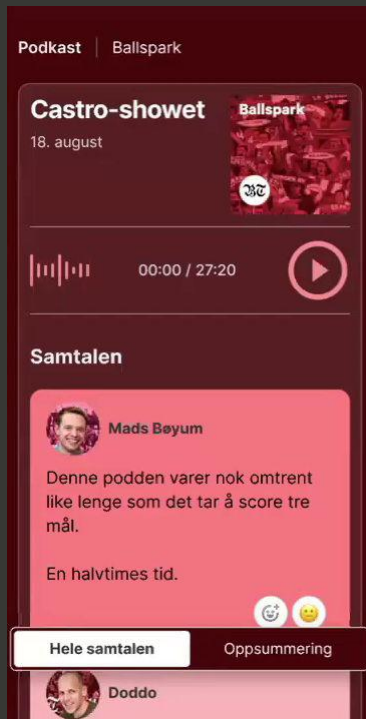 Podkast | Ballspark
Castro-showet
18. august
Ballspark
BT
00:00 / 27:20
Samtalen
Mads Bøyum
Denne podden varer nok omtrent
like lenge som det tar å score tre
mål.
En halvtimes tid.
Hele samtalen
Oppsummering
Doddo